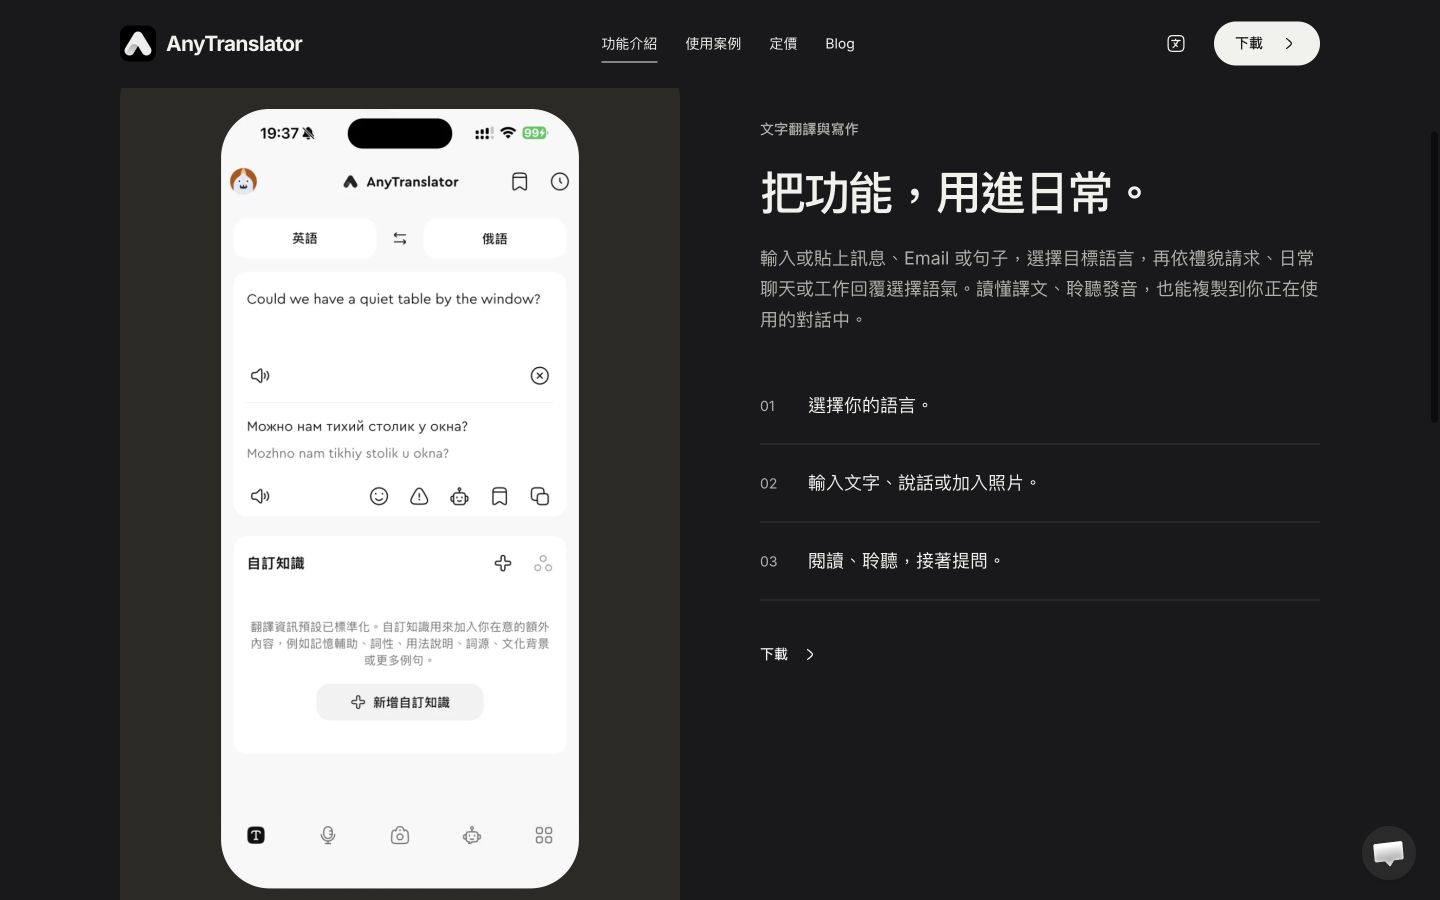 AnyTranslator
功能介紹
使用案例
定價
Blog
下載
19:37
99
AnyTranslator
英語
俄語
Could we have a quiet table by the window?
Можно нам тихий столик у окна?
Mozhno nam tikhiy stolik u okna?
自訂知識
翻譯資訊預設已標準化。自訂知識用來加入你在意的額外
內容，例如記憶輔助、詞性、用法說明、詞源、文化背景
或更多例句。
新增自訂知識
文字翻譯與寫作
把功能，用進日常。
輸入或貼上訊息、Email 或句子，選擇目標語言，再依禮貌請求、日常
聊天或工作回覆選擇語氣。讀懂譯文、聆聽發音，也能複製到你正在使
用的對話中。
01 選擇你的語言。
02 輸入文字、說話或加入照片。
03 閱讀、聆聽，接著提問。
下載